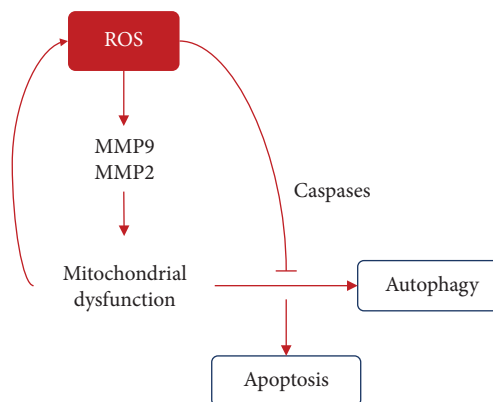 ROS
MMP9
MMP2
Caspases
Mitochondrial
dysfunction
Autophagy
Apoptosis